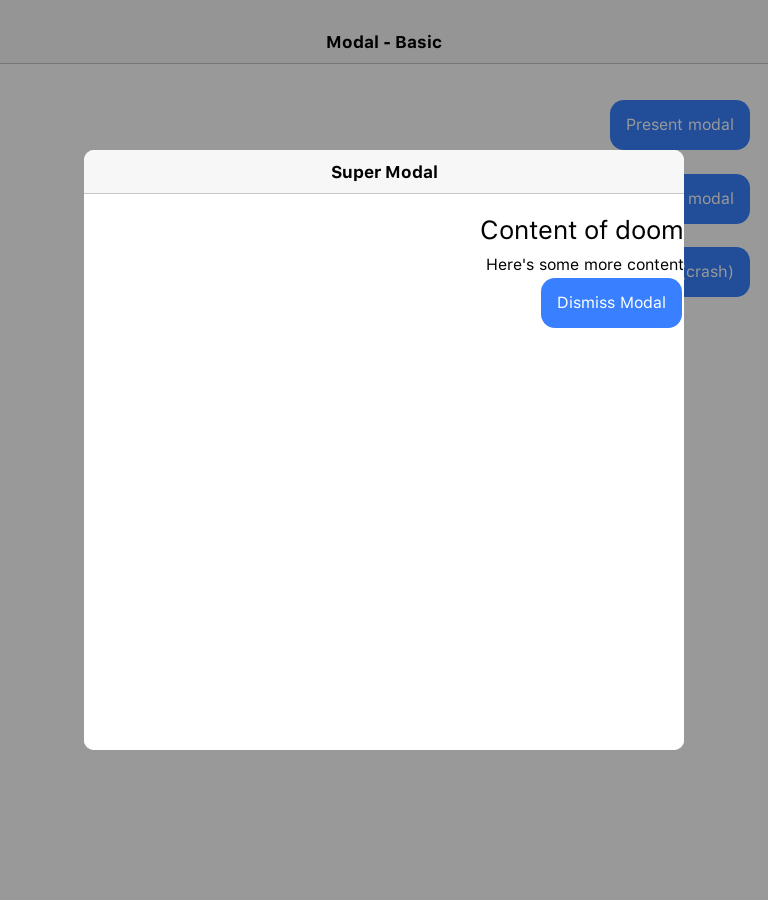 Modal - Basic
Present modal
Super Modal
modal
Content of doom
Here's some more content
crash)
Dismiss Modal